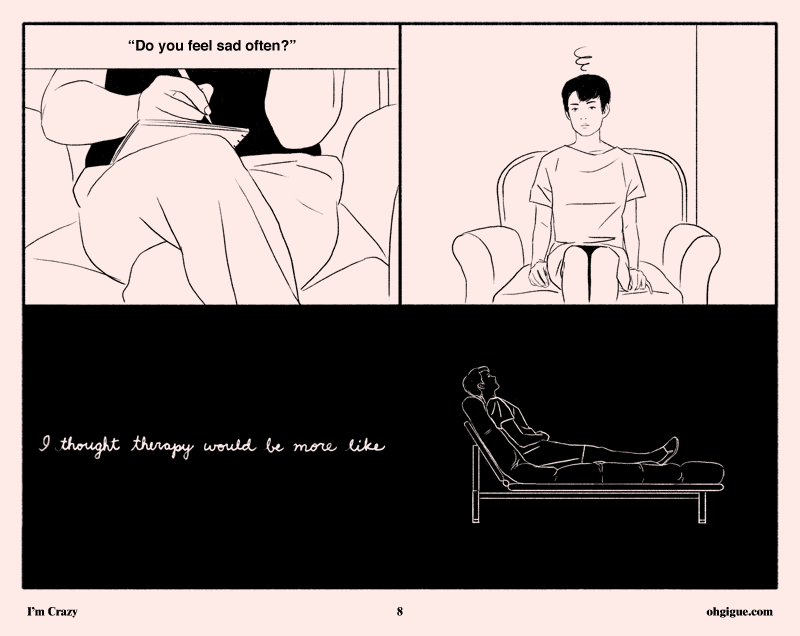 “Do you feel sad often?”
I thought therapy would be more like
I'm Crazy
8
ohgigue.com